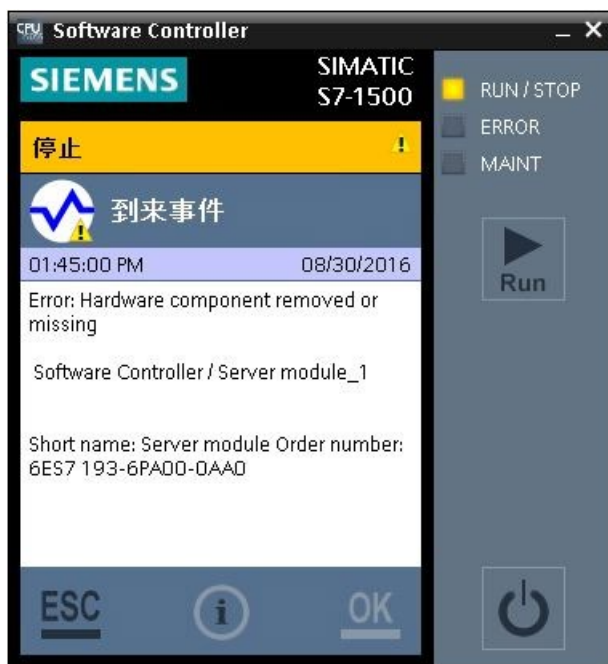 CPU Software Controller
SIEMENS
SIMATIC
S7-1500
停止
到来事件
01:45:00 PM 08/30/2016
Error: Hardware component removed or
missing
Software Controller / Server module_1
Short name: Server module Order number:
6ES7 193-6PA00-0AA0
ESC
i
OK
RUN / STOP
ERROR
MAINT
Run